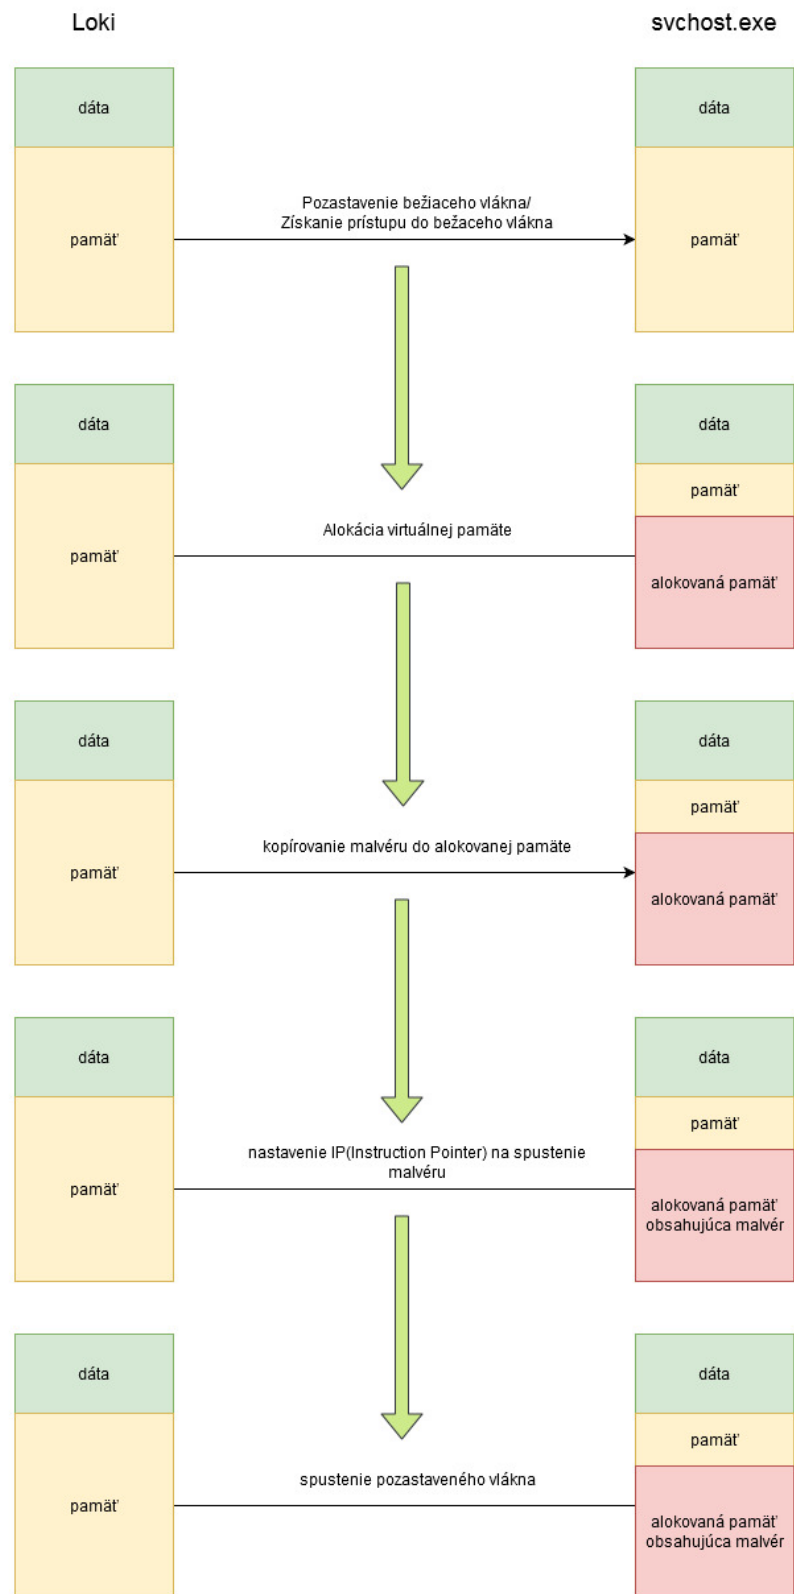 Loki
svchost.exe
dáta
dáta
Pozastavenie bežiaceho vlákna/
Získanie prístupu do bežaceho vlákna
pamäť
pamäť
dáta
dáta
pamäť
Alokácia virtuálnej pamäte
pamäť
alokovaná pamäť
dáta
dáta
pamäť
kopírovanie malvéru do alokovanej pamäte
pamäť
alokovaná pamäť
dáta
dáta
pamäť
nastavenie IP(Instruction Pointer) na spustenie
malvéru
pamäť
alokovaná pamäť
obsahujúca malvér
dáta
dáta
pamäť
spustenie pozastaveného vlákna
pamäť
alokovaná pamäť
obsahujúca malvér